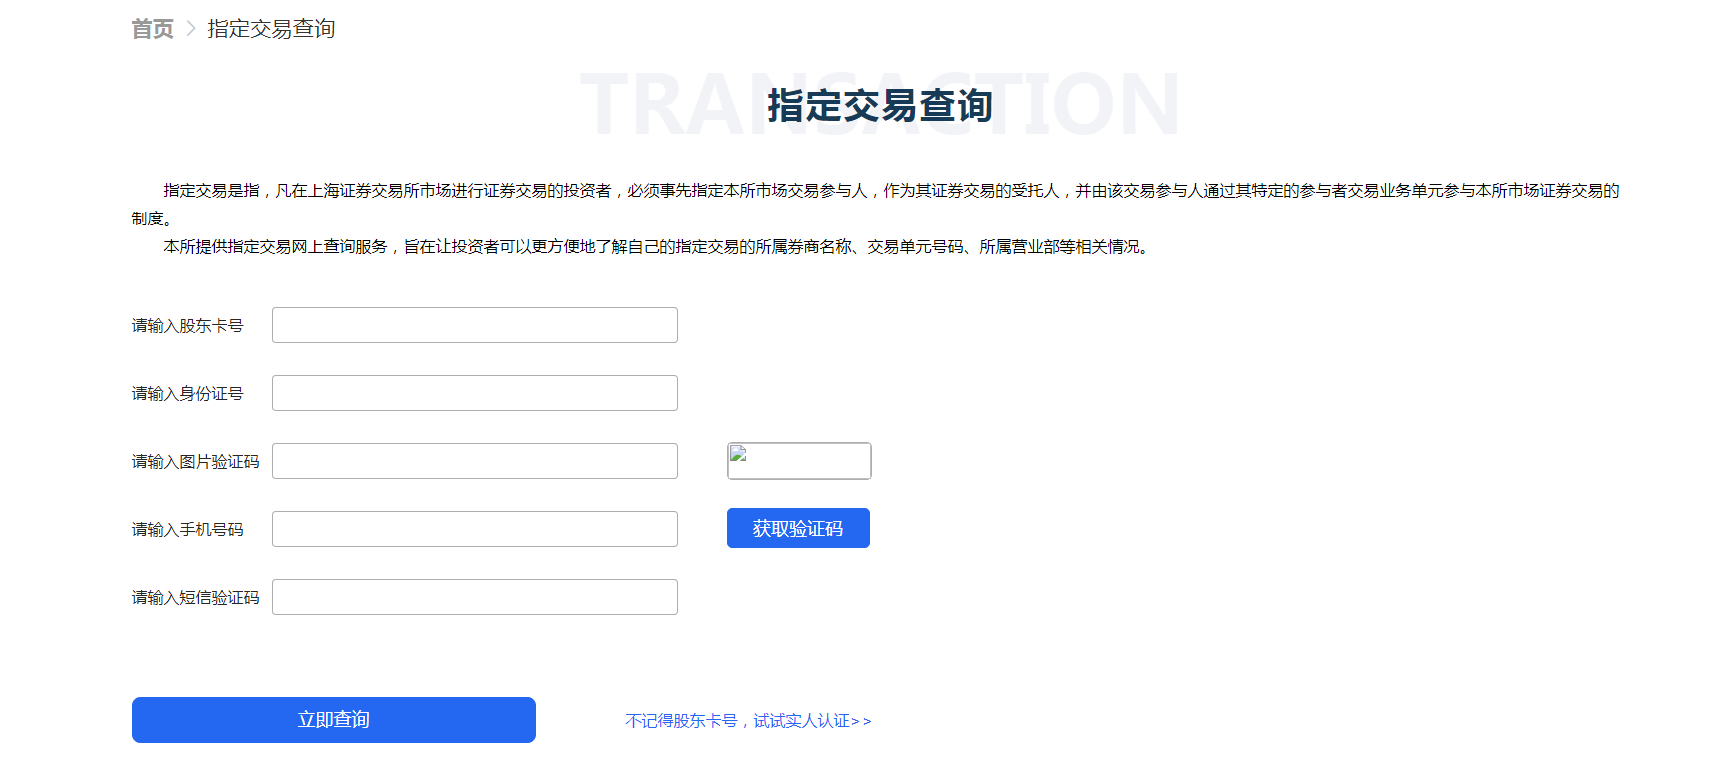 首页 > 指定交易查询
TRANSACTION
指定交易查询
指定交易是指，凡在上海证券交易所市场进行证券交易的投资者，必须事先指定本所市场交易参与人，作为其证券交易的受托人，并由该交易参与人通过其特定的参与者交易业务单元参与本所市场证券交易的
制度。
本所提供指定交易网上查询服务，旨在让投资者可以更方便地了解自己的指定交易的所属券商名称、交易单元号码、所属营业部等相关情况。
请输入股东卡号
请输入身份证号
请输入图片验证码
请输入手机号码 获取验证码
请输入短信验证码
立即查询 不记得股东卡号，试试实人认证>>